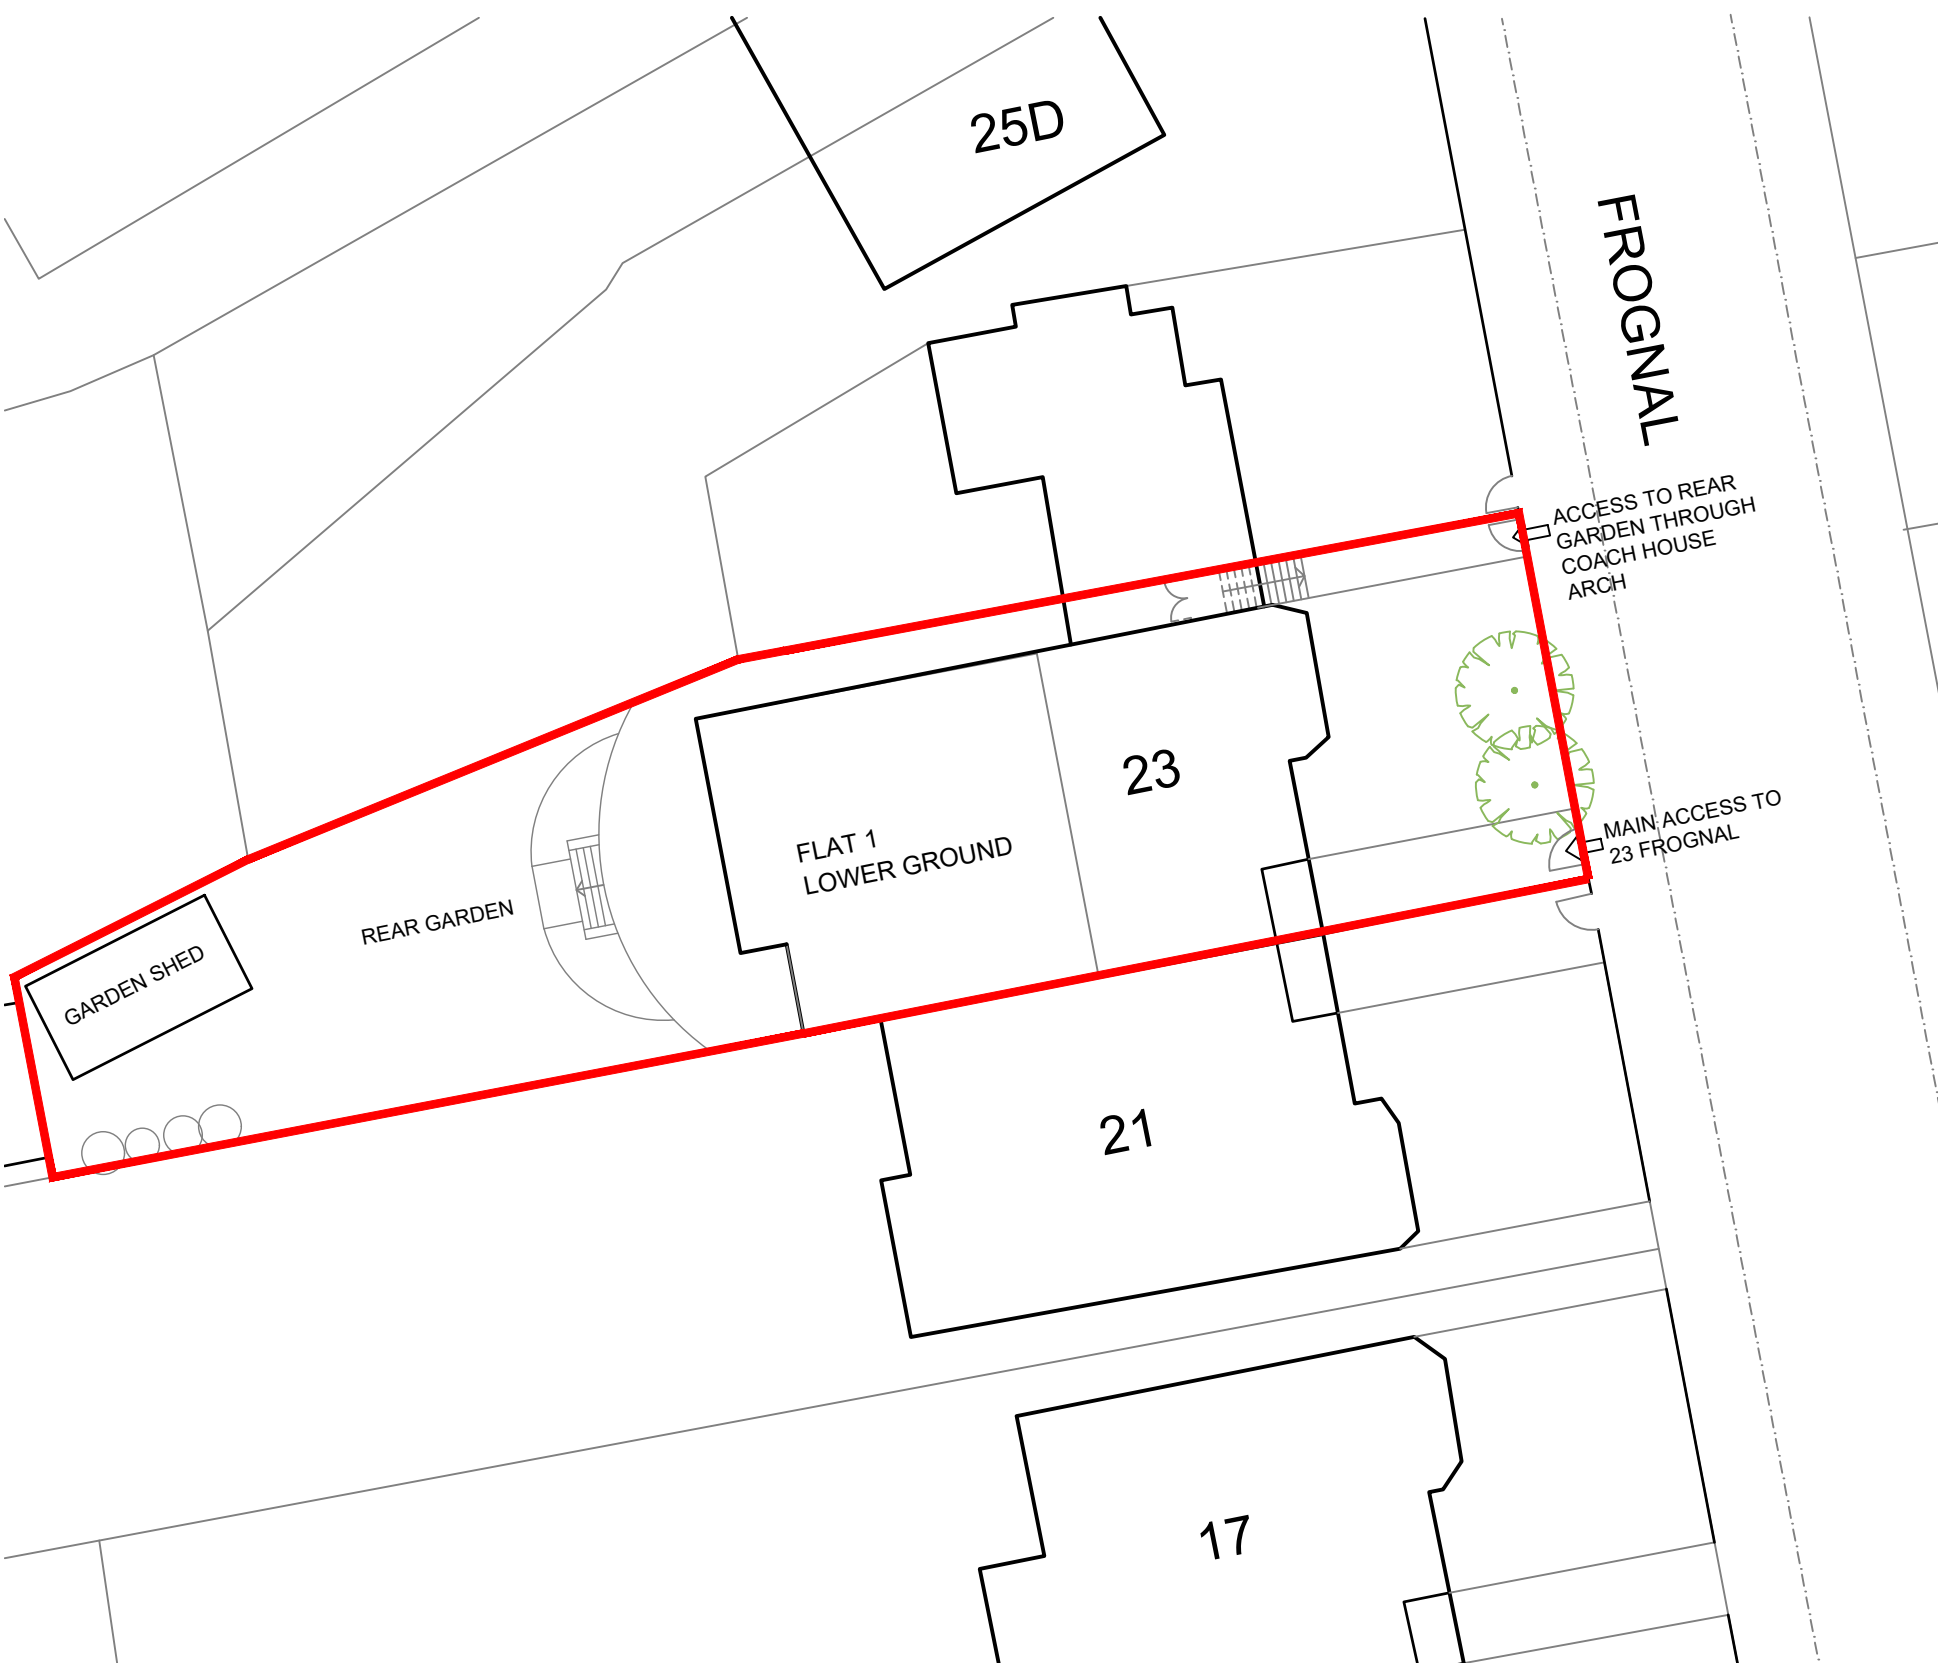 25D
FROGNAL
ACCESS TO REAR
GARDEN THROUGH
COACH HOUSE
ARCH
23
MAIN ACCESS TO
23 FROGNAL
FLAT 1
LOWER GROUND
REAR GARDEN
GARDEN SHED
21
17